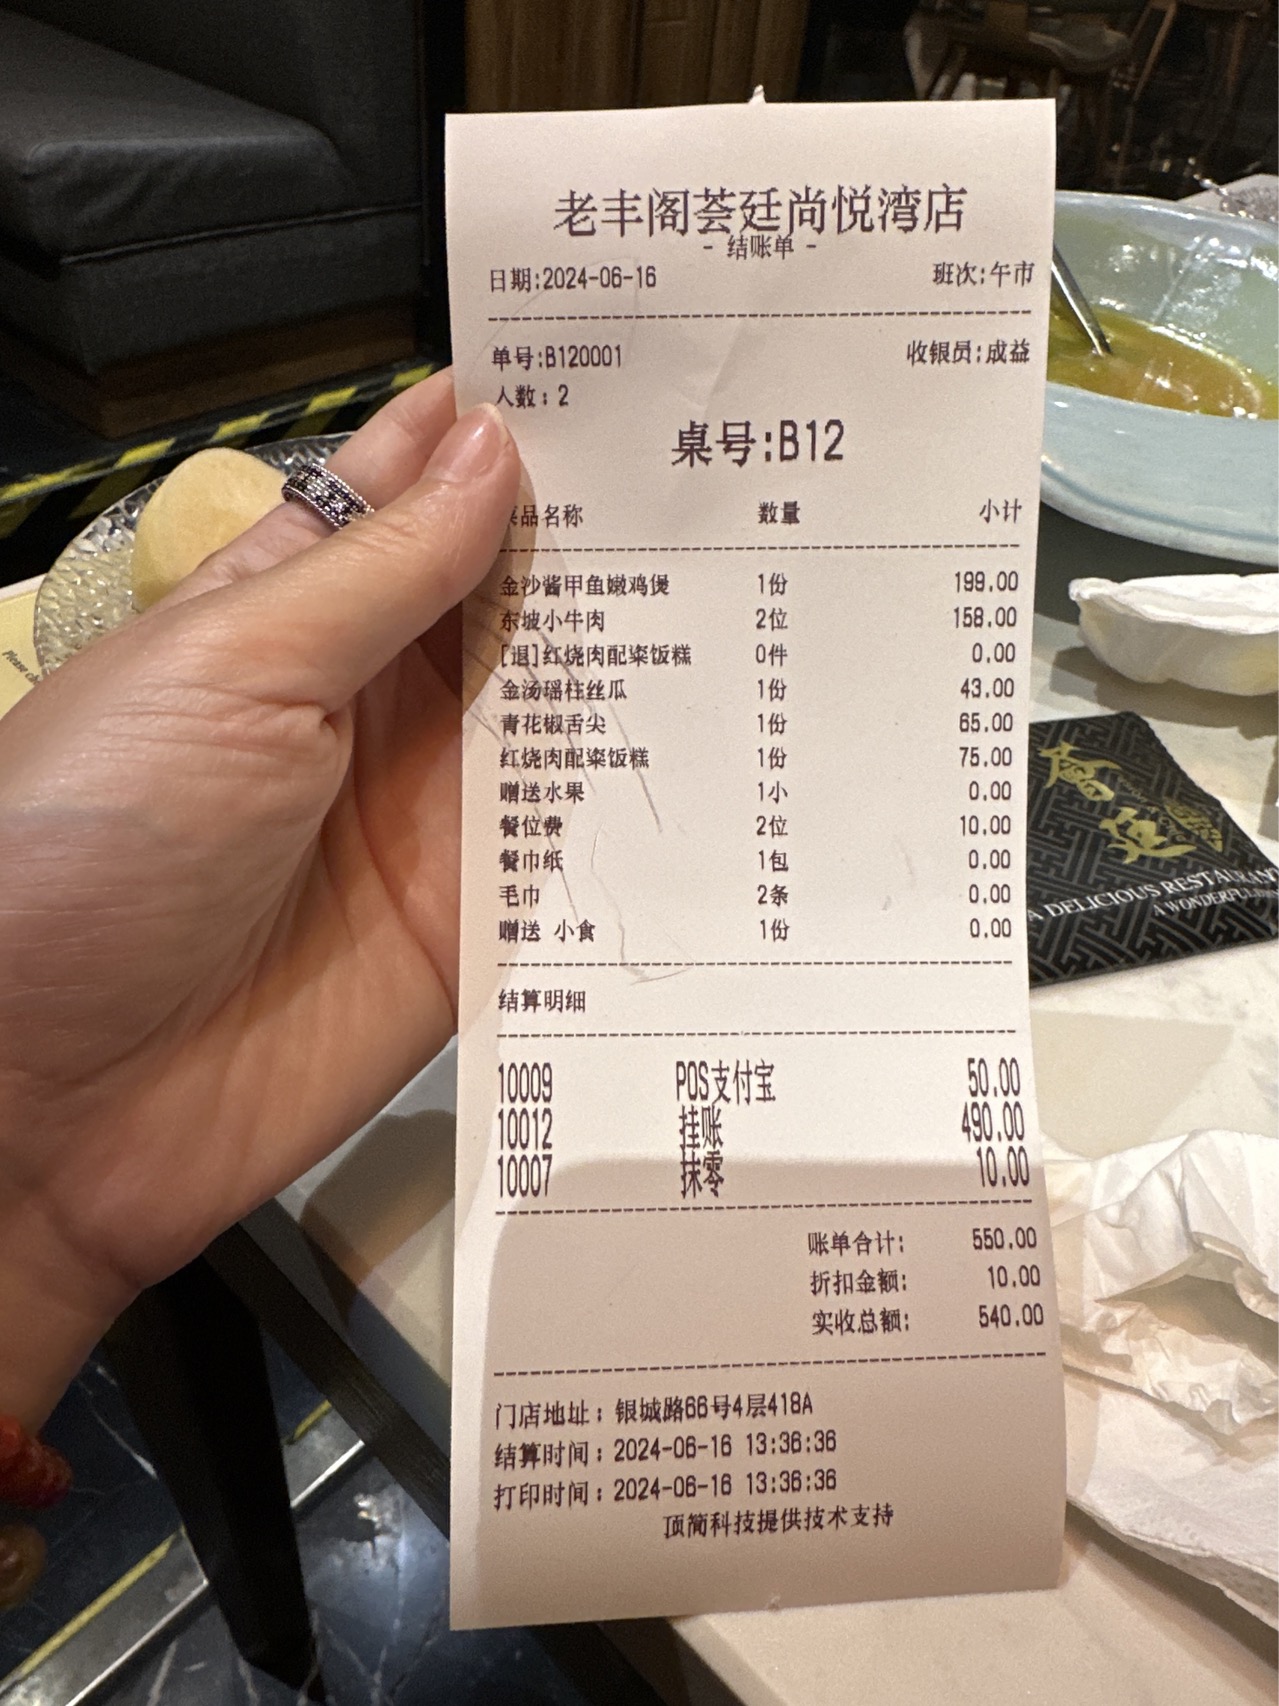 老丰阁荟廷尚悦湾店
- 结账单 -
日期:2024-06-16 班次:午市
单号:B120001 收银员:成益
人数: 2
桌号:B12
品名称 数量 小计
金沙酱甲鱼嫩鸡煲 1份 199.00
东坡小牛肉 2位 158.00
[退]红烧肉配粢饭糕 0件 0.00
金汤瑶柱丝瓜 1份 43.00
青花椒舌尖 1份 65.00
红烧肉配粢饭糕 1份 75.00
赠送水果 1小 0.00
餐位费 2位 10.00
餐巾纸 1包 0.00
毛巾 2条 0.00
赠送 小食 1份 0.00
结算明细
10009 POS支付宝 50.00
10012 挂账 490.00
10007 抹零 10.00
账单合计: 550.00
折扣金额: 10.00
实收总额: 540.00
门店地址: 银城路66号4层418A
结算时间: 2024-06-16 13:36:36
打印时间: 2024-06-16 13:36:36
顶简科技提供技术支持
A DELICIOUS RESTAURANT
A WONDERFUL
Please